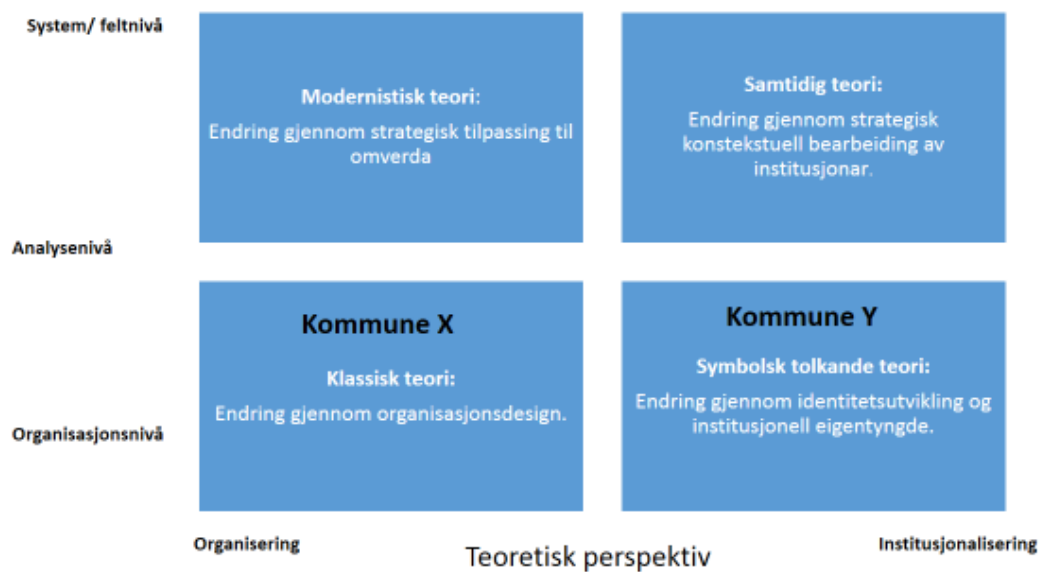 System/ feltnivå
Modernistisk teori:
Endring gjennom strategisk tilpassing til
omverda
Samtidig teori:
Endring gjennom strategisk
konstekstuell bearbeiding av
institusjonar.
Analysenivå
Kommune X
Klassisk teori:
Endring gjennom organisasjonsdesign.
Kommune Y
Symbolsk tolkande teori:
Endring gjennom identitetsutvikling og
institusjonell eigentyngde.
Organisasjonsnivå
Organisering
Teoretisk perspektiv
Institusjonalisering